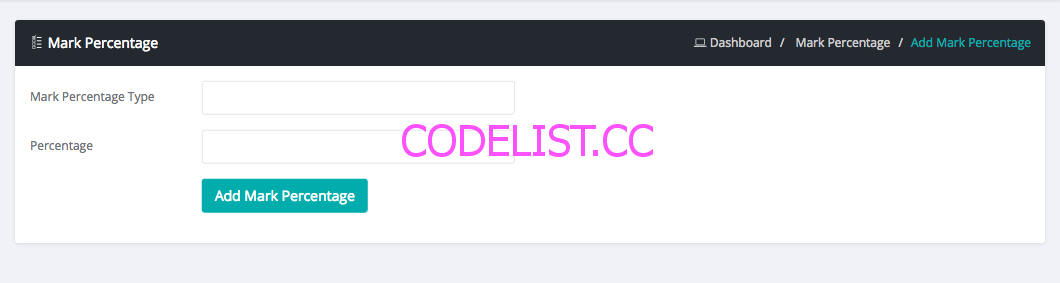 Mark Percentage
Dashboard / Mark Percentage / Add Mark Percentage
Mark Percentage Type
Percentage
CODELIST.CC
Add Mark Percentage